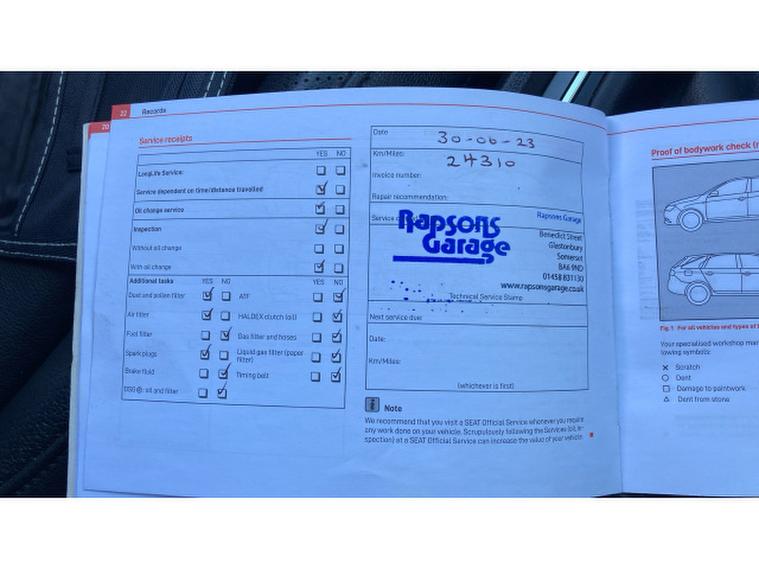 20
22 Records
Service receipts
YES NO
LongLife Service:
Service dependent on time/distance travelled
Oil change service
Inspection
Without oil change
With oil change
Additional tasks YES NO YES NO
Dust and pollen filter ATF
Air filter HALDEX clutch (oil)
Fuel filter Gas filter and hoses
Spark plugs Liquid gas filter (paper
filter)
Brake fluid Timing belt
DSG®: oil and filter
Date 30-06-23
Km/Miles: 24310
Invoice number:
Repair recommendation:
Rapsons Garage
Rapsons
Garage
Benedict Street
Glastonbury
Somerset
BA6 9ND
01458 831130
www.rapsonsgarage.co.uk
Technical Service Stamp
Next service due
Date:
Km/Miles:
(whichever is first)
i Note
We recommend that you visit a SEAT Official Service whenever you require
any work done on your vehicle. Scrupulously following the Services (oil, in-
spection) at a SEAT Official Service can increase the value of your vehicle.
Proof of bodywork check (
Fig. 1 For all vehicles and types of
Your specialised workshop
lowing symbols:
× Scratch
○ Dent
□ Damage to paintwork
△ Dent from stone